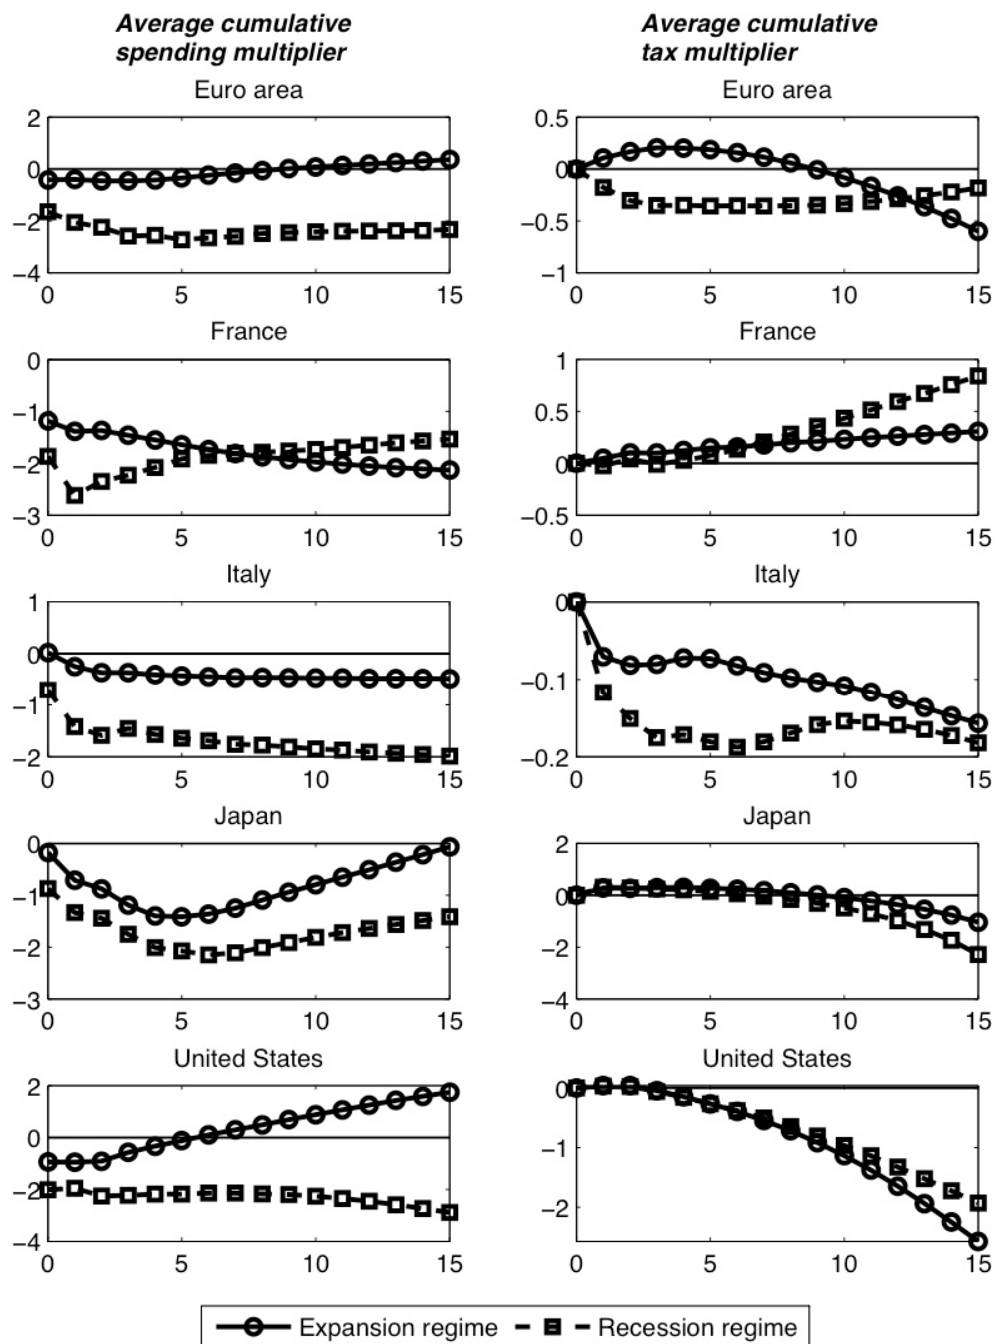 Average cumulative
spending multiplier
Average cumulative
tax multiplier
Euro area
2
0
−2
−4
0 5 10 15
Euro area
0.5
0
−0.5
−1
0 5 10 15
France
0
−1
−2
−3
0 5 10 15
France
1
0.5
0
−0.5
0 5 10 15
Italy
1
0
−1
−2
0 5 10 15
Italy
0
−0.1
−0.2
0 5 10 15
Japan
0
−1
−2
−3
0 5 10 15
Japan
2
0
−2
−4
0 5 10 15
United States
2
0
−2
−4
0 5 10 15
United States
0
−1
−2
0 5 10 15
Expansion regime
Recession regime